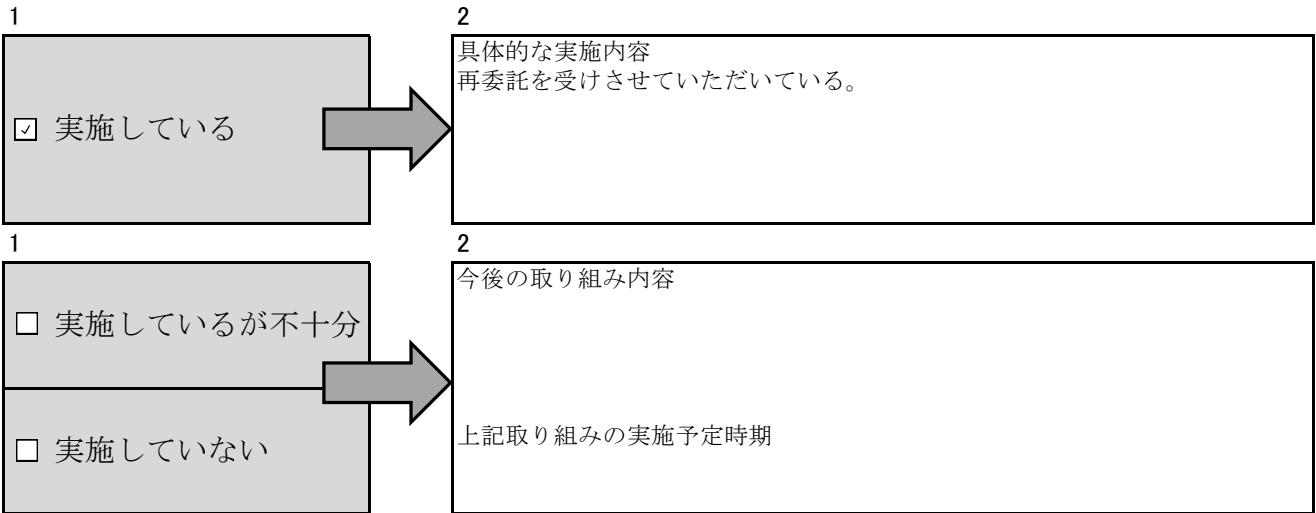 1
2
☑ 実施している
具体的な実施内容
再委託を受けさせていただいている。
1
2
☐ 実施しているが不十分
☐ 実施していない
今後の取り組み内容
上記取り組みの実施予定時期